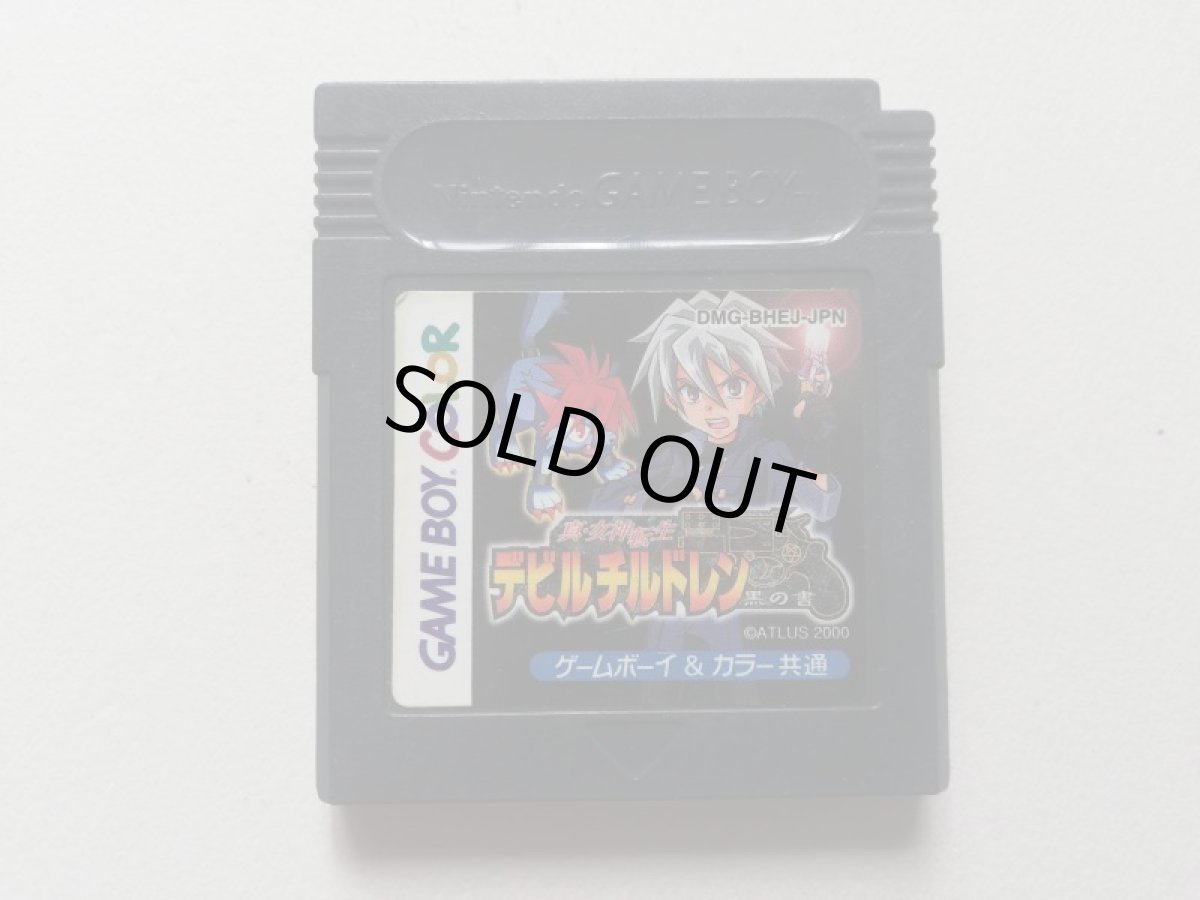 Nintendo GAME BOY TM
DMG-BHEJ-JPN
GAME BOY COLOR
SOLD OUT
真・女神転生
デビルチルドレン
黒の書
©ATLUS 2000
ゲームボーイ & カラー共通